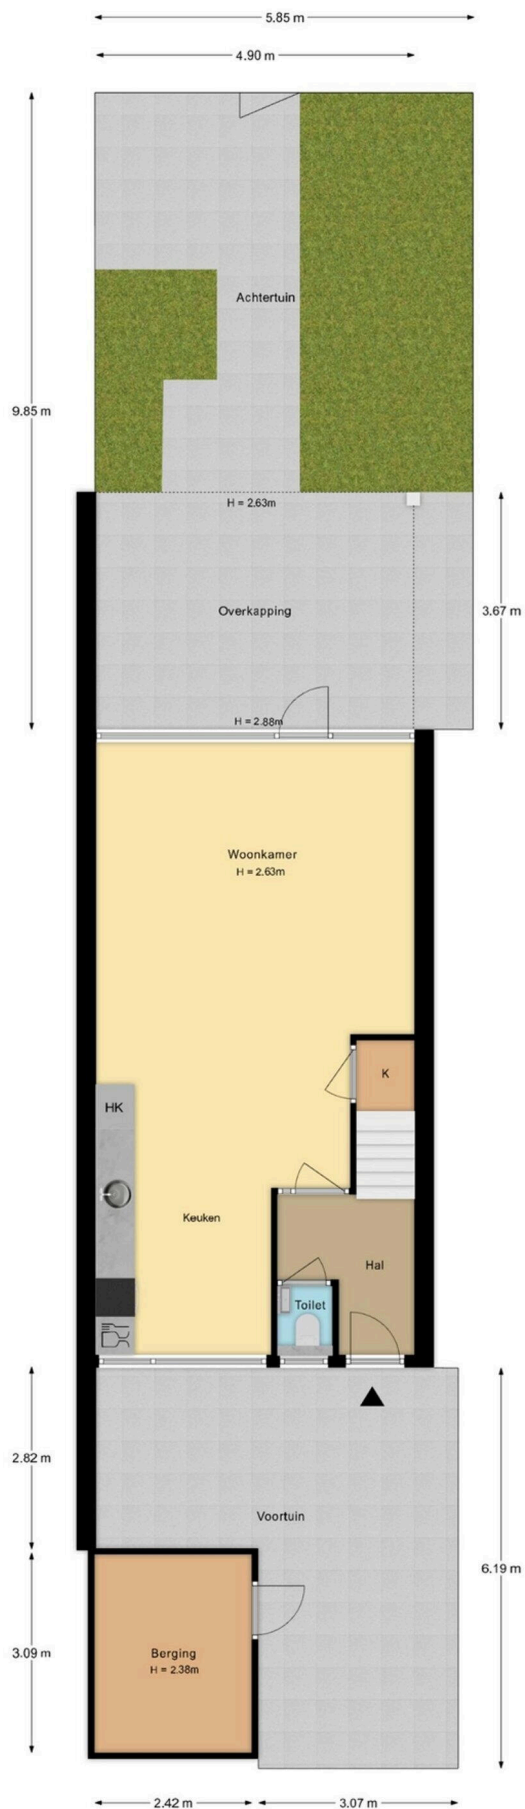 5.85 m
4.90 m
Achtertuin
9.85 m
H = 2.63m
Overkapping
3.67 m
H = 2.88m
Woonkamer
H = 2.63m
K
HK
Keuken
Hal
Toilet
2.82 m
Voortuin
6.19 m
3.09 m
Berging
H = 2.38m
2.42 m
3.07 m